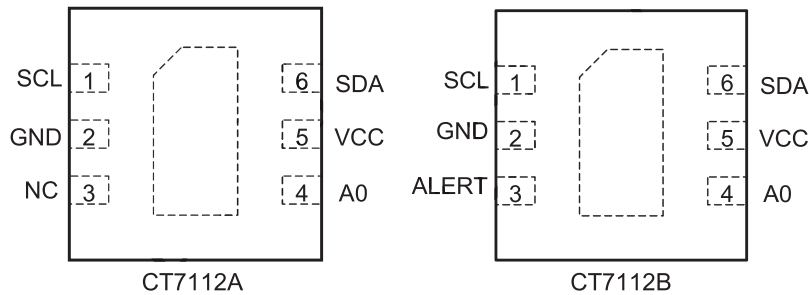 SCL 1 6 SDA
GND 2 5 VCC
NC 3 4 A0
CT7112A
SCL 1 6 SDA
GND 2 5 VCC
ALERT 3 4 A0
CT7112B